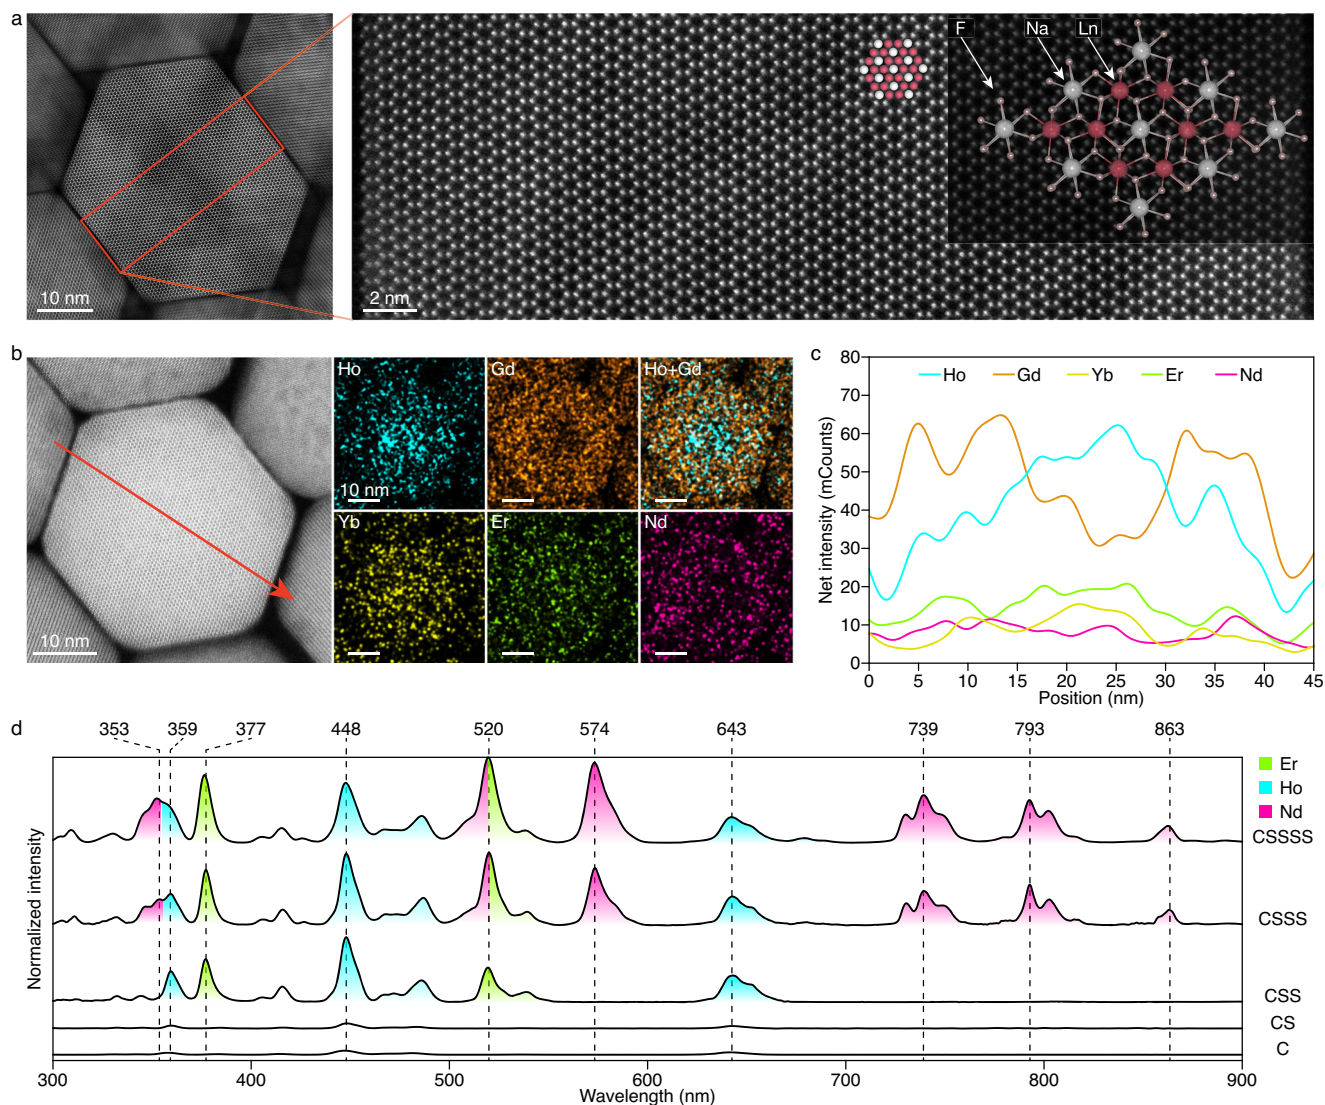 a
10 nm
2 nm
F
Na
Ln
b
10 nm
Ho
10 nm
Gd
Ho+Gd
Yb
Er
Nd
c
Ho
Gd
Yb
Er
Nd
80
70
60
50
40
30
20
10
0
Net intensity (mCounts)
0 5 10 15 20 25 30 35 40 45
Position (nm)
d
353 359 377 448 520 574 643 739 793 863
Er
Ho
Nd
CSSSS
CSSS
CSS
CS
C
Normalized intensity
300 400 500 600 700 800 900
Wavelength (nm)